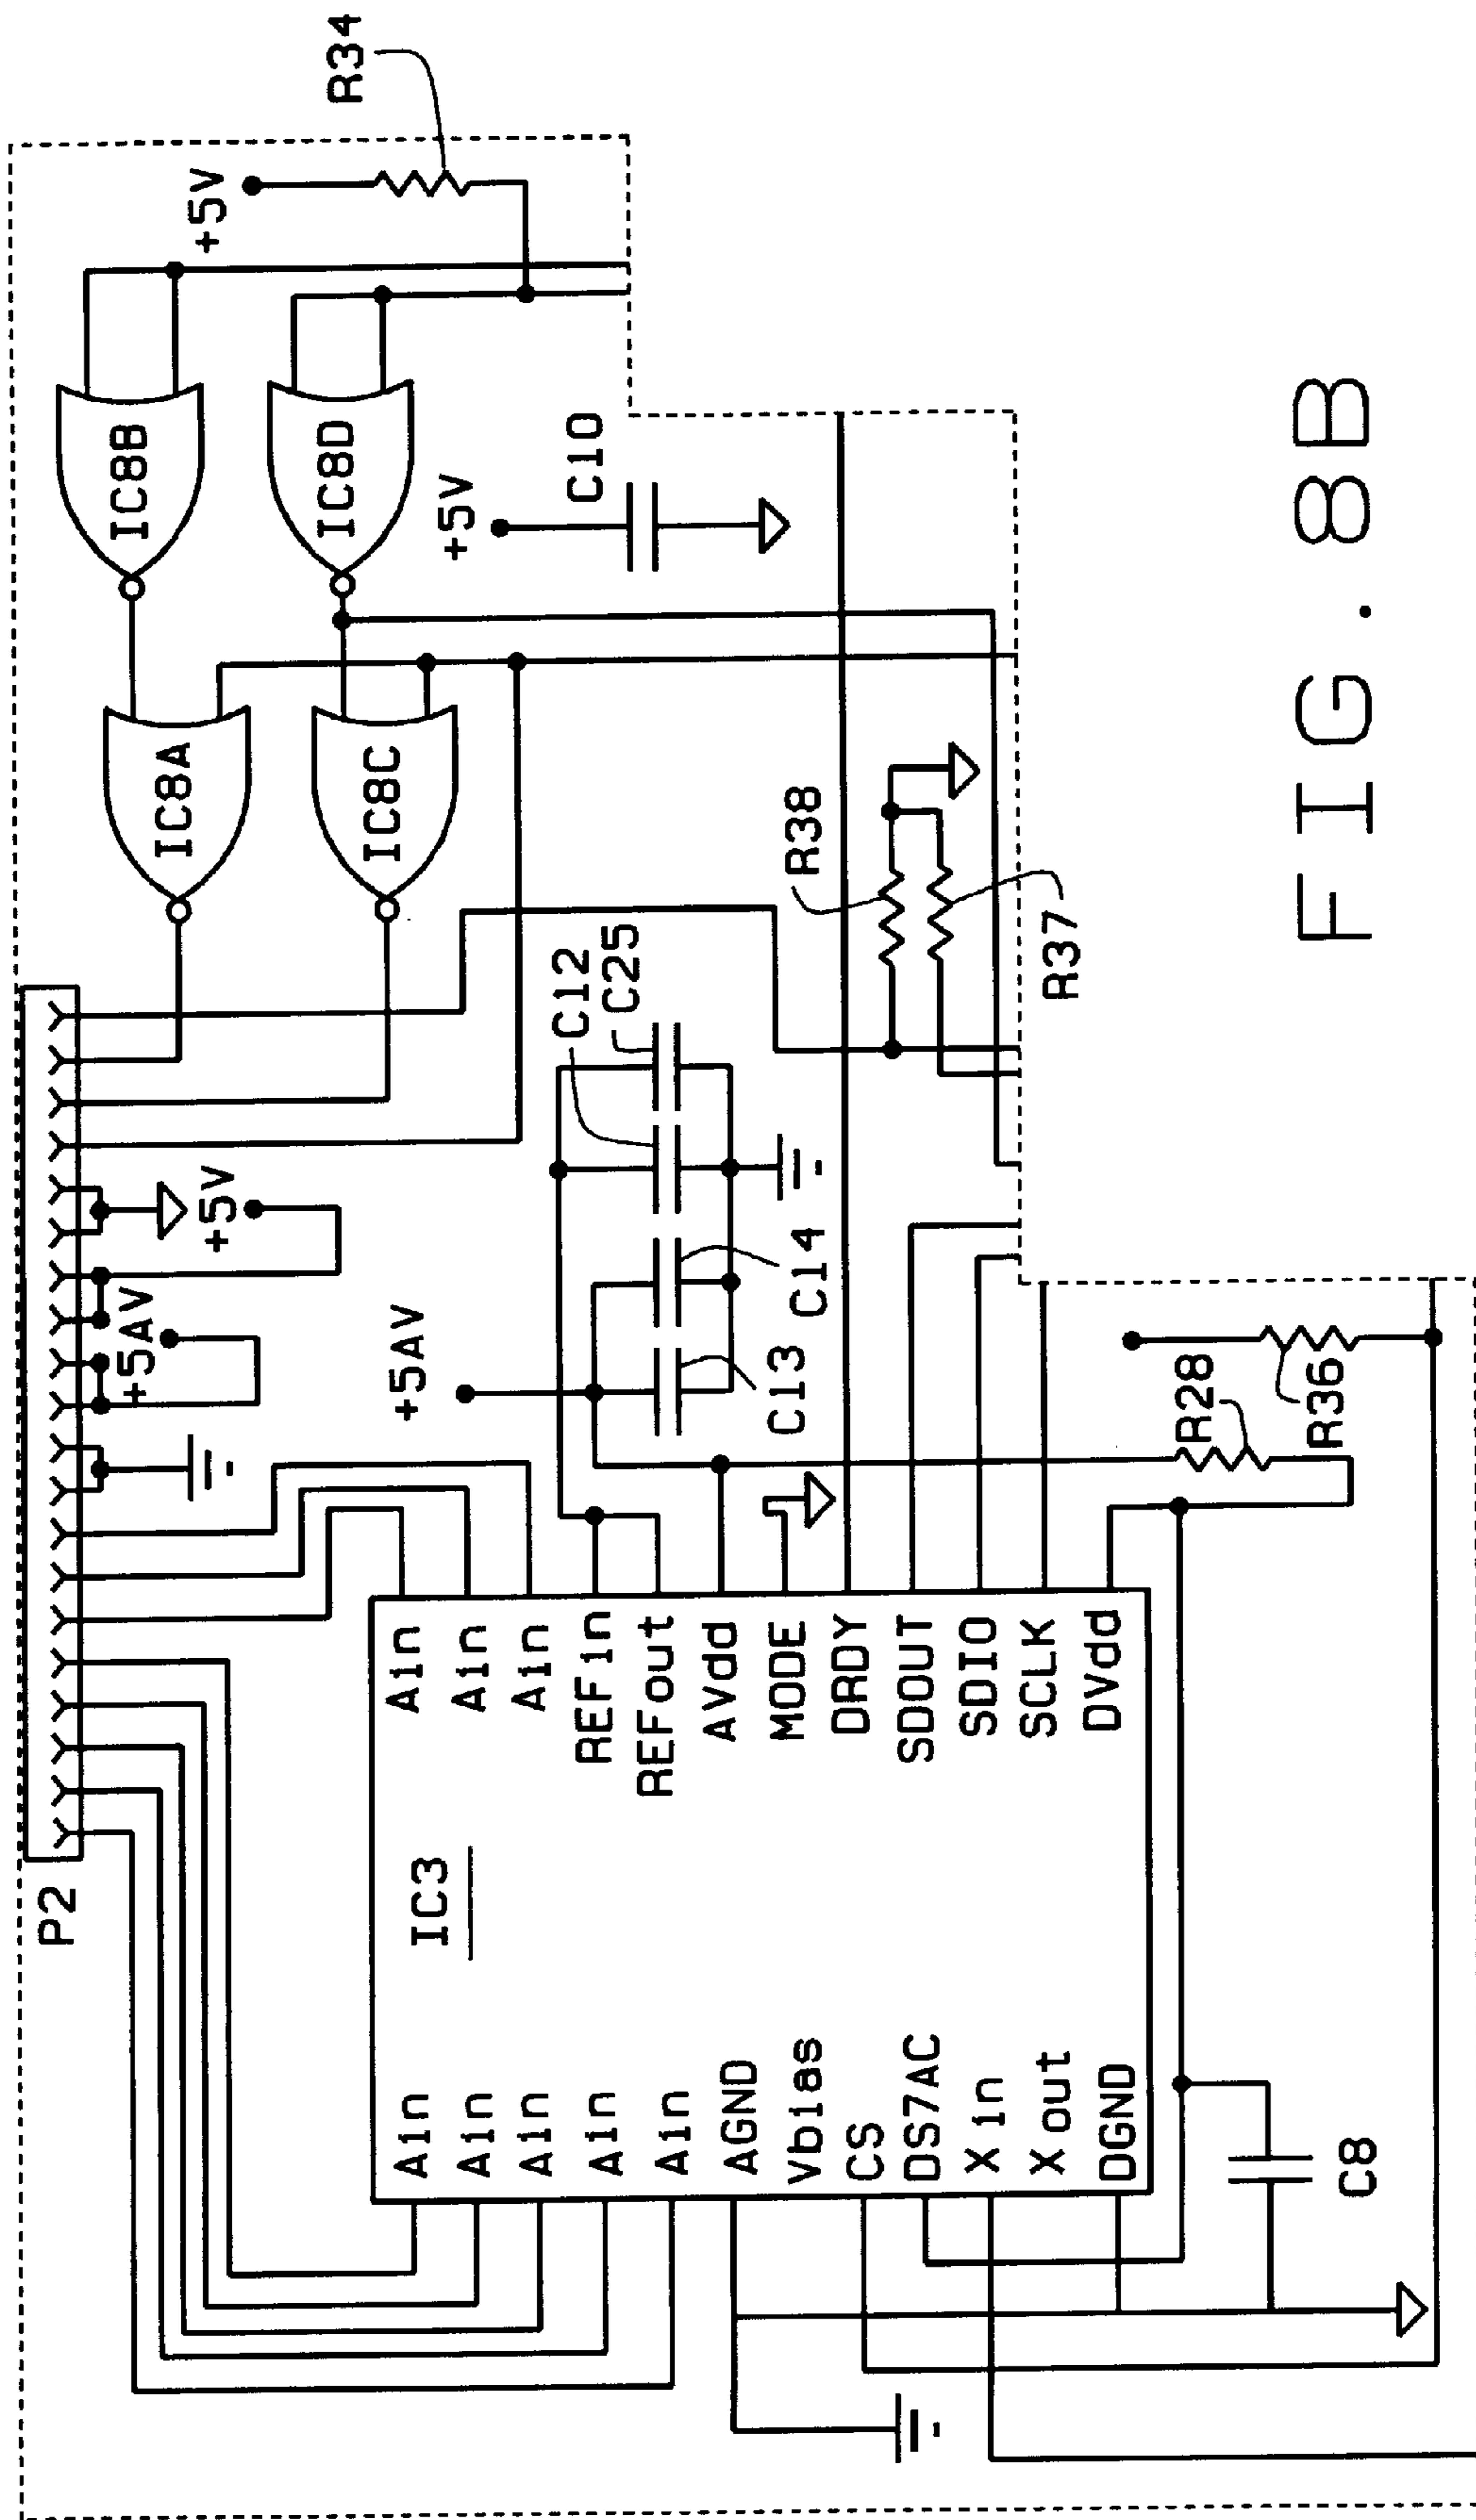 P2
IC3
Ain
Ain
Ain
Ain
Ain
AGND
Vbias
CS
DS7AC
X in
X out
DGND
Ain
Ain
Ain
REFin
REFout
AVdd
MODE
DRDY
SDOUT
SDIO
SCLK
DVdd
C8
R28
R36
+5AV
+5V
+5AV
C13
C14
C12
C25
R38
R37
IC8A
IC8C
IC8B
IC8D
+5V
C10
+5V
R34
FIG. 8B